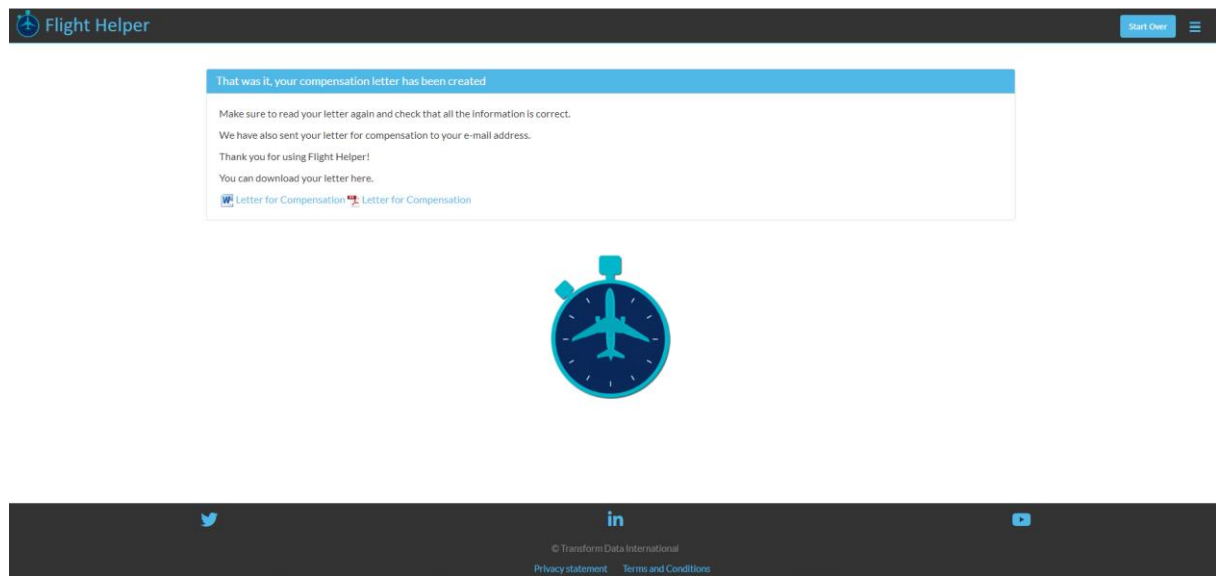 Flight Helper
Start Over
That was it, your compensation letter has been created
Make sure to read your letter again and check that all the information is correct.
We have also sent your letter for compensation to your e-mail address.
Thank you for using Flight Helper!
You can download your letter here.
Letter for Compensation Letter for Compensation
© Transform Data International
Privacy statement Terms and Conditions